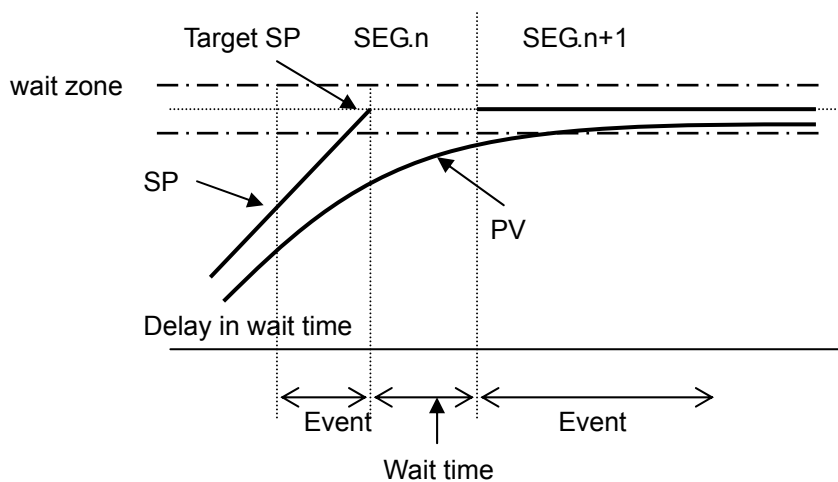 Target SP
SEG.n
SEG.n+1
wait zone
SP
PV
Delay in wait time
Event
Event
Wait time